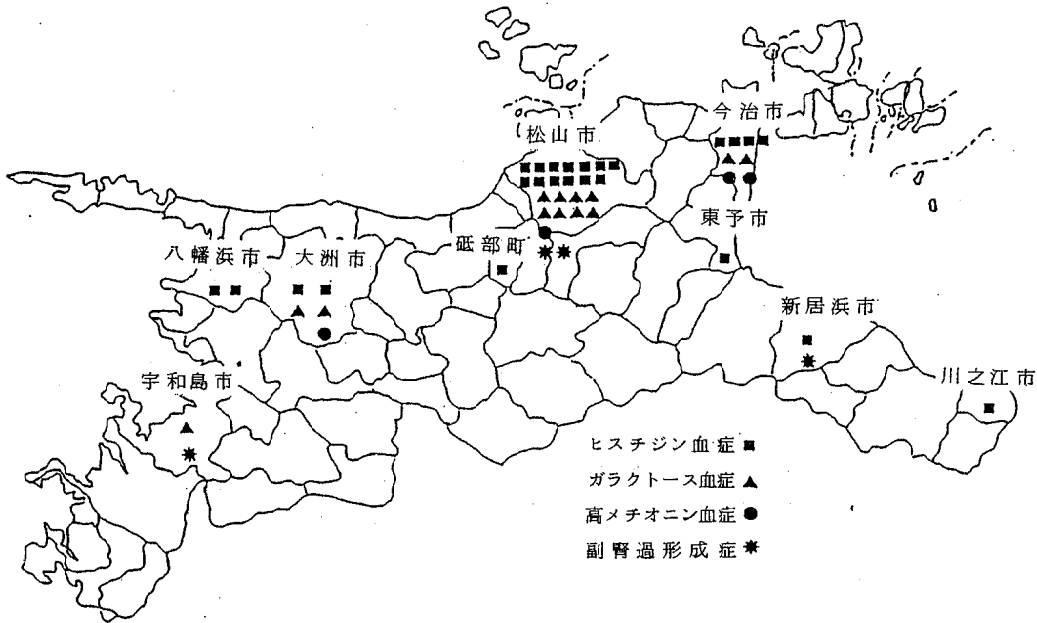 今治市
松山市
東予市
砥部町
八幡浜市
大洲市
新居浜市
宇和島市
川之江市
ヒスチジン血症 ■
ガラクトース血症 ▲
高メチオニン血症 ●
副腎過形成症 ✸